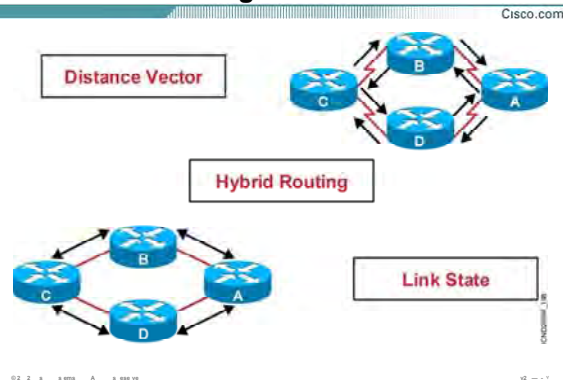 Cisco.com
Distance Vector
B
C
A
D
Hybrid Routing
B
C
A
D
Link State